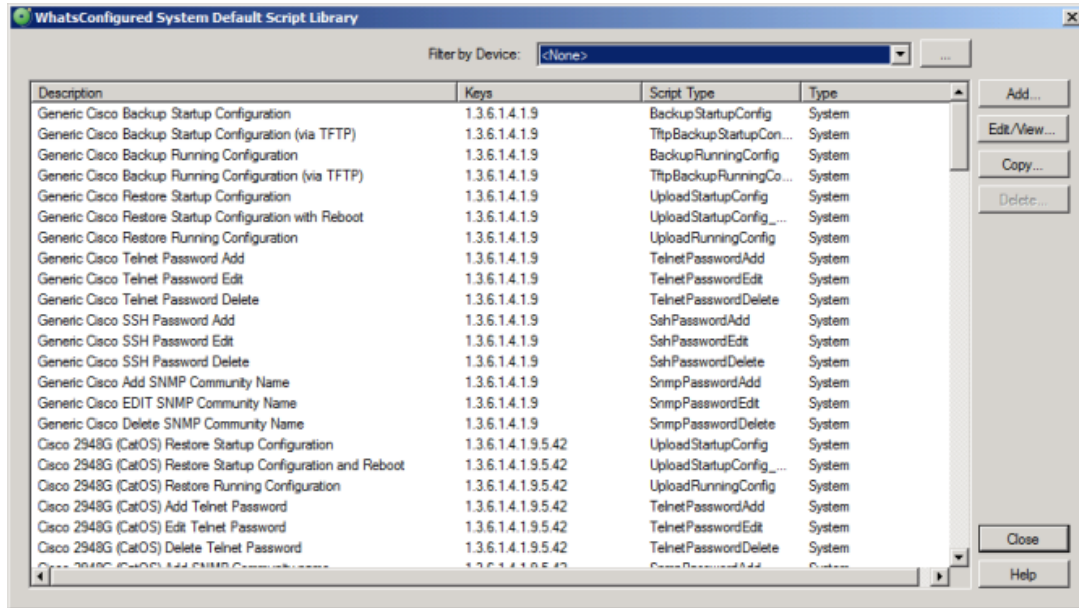 WhatsConfigured System Default Script Library
Filter by Device: <None> ...
Description Keys Script Type Type
Generic Cisco Backup Startup Configuration 1.3.6.1.4.1.9 BackupStartupConfig System
Generic Cisco Backup Startup Configuration (via TFTP) 1.3.6.1.4.1.9 TftpBackupStartupCon... System
Generic Cisco Backup Running Configuration 1.3.6.1.4.1.9 BackupRunningConfig System
Generic Cisco Backup Running Configuration (via TFTP) 1.3.6.1.4.1.9 TftpBackupRunningCo... System
Generic Cisco Restore Startup Configuration 1.3.6.1.4.1.9 UploadStartupConfig System
Generic Cisco Restore Startup Configuration with Reboot 1.3.6.1.4.1.9 UploadStartupConfig_... System
Generic Cisco Restore Running Configuration 1.3.6.1.4.1.9 UploadRunningConfig System
Generic Cisco Telnet Password Add 1.3.6.1.4.1.9 TelnetPasswordAdd System
Generic Cisco Telnet Password Edit 1.3.6.1.4.1.9 TelnetPasswordEdit System
Generic Cisco Telnet Password Delete 1.3.6.1.4.1.9 TelnetPasswordDelete System
Generic Cisco SSH Password Add 1.3.6.1.4.1.9 SshPasswordAdd System
Generic Cisco SSH Password Edit 1.3.6.1.4.1.9 SshPasswordEdit System
Generic Cisco SSH Password Delete 1.3.6.1.4.1.9 SshPasswordDelete System
Generic Cisco Add SNMP Community Name 1.3.6.1.4.1.9 SnmpPasswordAdd System
Generic Cisco EDIT SNMP Community Name 1.3.6.1.4.1.9 SnmpPasswordEdit System
Generic Cisco Delete SNMP Community Name 1.3.6.1.4.1.9 SnmpPasswordDelete System
Cisco 2948G (CatOS) Restore Startup Configuration 1.3.6.1.4.1.9.5.42 UploadStartupConfig System
Cisco 2948G (CatOS) Restore Startup Configuration and Reboot 1.3.6.1.4.1.9.5.42 UploadStartupConfig_... System
Cisco 2948G (CatOS) Restore Running Configuration 1.3.6.1.4.1.9.5.42 UploadRunningConfig System
Cisco 2948G (CatOS) Add Telnet Password 1.3.6.1.4.1.9.5.42 TelnetPasswordAdd System
Cisco 2948G (CatOS) Edit Telnet Password 1.3.6.1.4.1.9.5.42 TelnetPasswordEdit System
Cisco 2948G (CatOS) Delete Telnet Password 1.3.6.1.4.1.9.5.42 TelnetPasswordDelete System
Cisco 2948G (CatOS) Add SNMP Community name 1.3.6.1.4.1.9.5.42 SnmpPasswordAdd System
Add...
Edit/View...
Copy...
Delete...
Close
Help